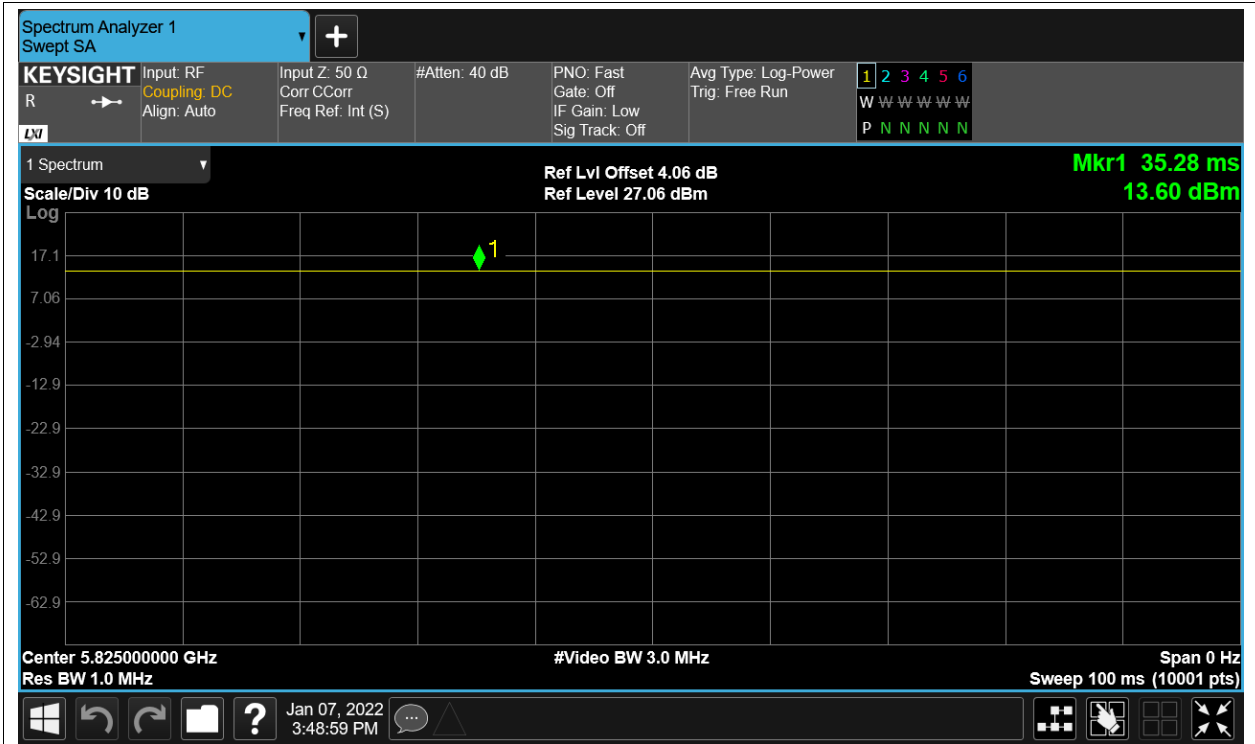 Spectrum Analyzer 1
Swept SA
+
KEYSIGHT
R
LXI
Input: RF
Coupling: DC
Align: Auto
Input Z: 50 Ω
Corr CCorr
Freq Ref: Int (S)
#Atten: 40 dB
PNO: Fast
Gate: Off
IF Gain: Low
Sig Track: Off
Avg Type: Log-Power
Trig: Free Run
1 2 3 4 5 6
W W W W W W
P N N N N N
1 Spectrum
Scale/Div 10 dB
Log
Ref Lvl Offset 4.06 dB
Ref Level 27.06 dBm
Mkr1 35.28 ms
13.60 dBm
1
17.1
7.06
-2.94
-12.9
-22.9
-32.9
-42.9
-52.9
-62.9
Center 5.825000000 GHz
Res BW 1.0 MHz
#Video BW 3.0 MHz
Span 0 Hz
Sweep 100 ms (10001 pts)
?
Jan 07, 2022
3:48:59 PM